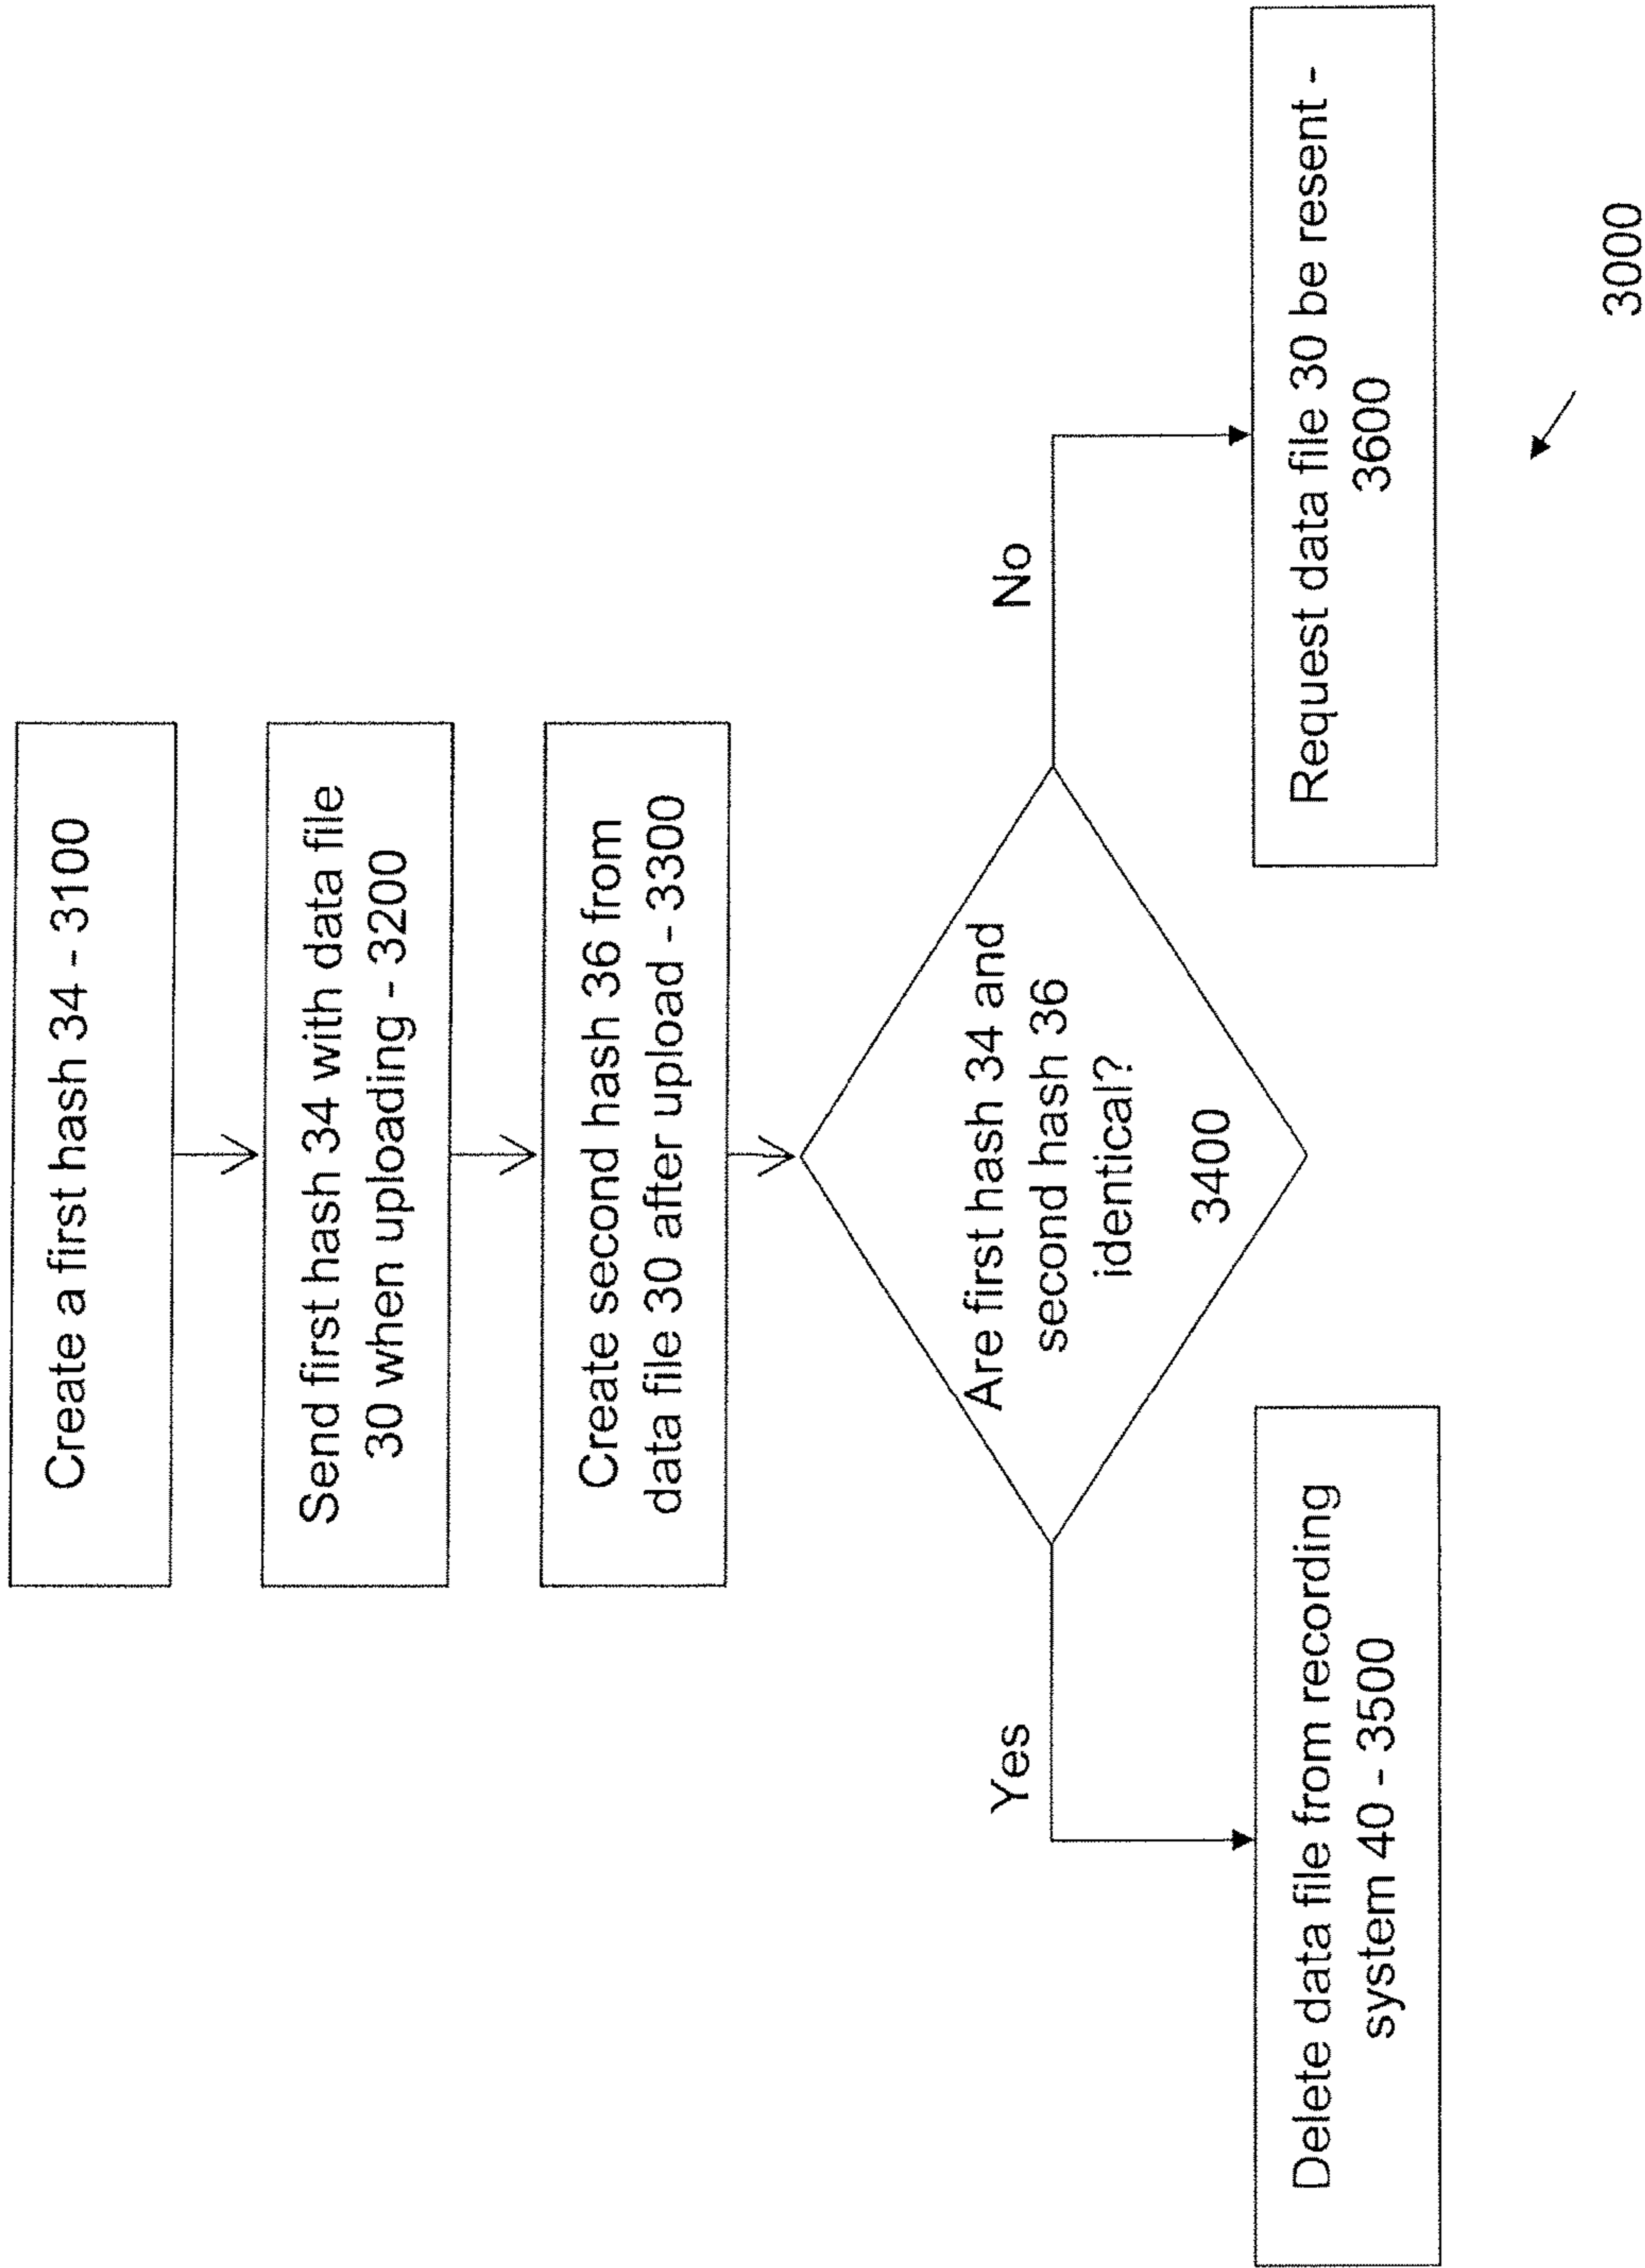 Create a first hash 34 - 3100
Send first hash 34 with data file
30 when uploading - 3200
Create second hash 36 from
data file 30 after upload - 3300
Are first hash 34 and
second hash 36
identical?
3400
Yes
No
Delete data file from recording
system 40 - 3500
Request data file 30 be resent -
3600
3000